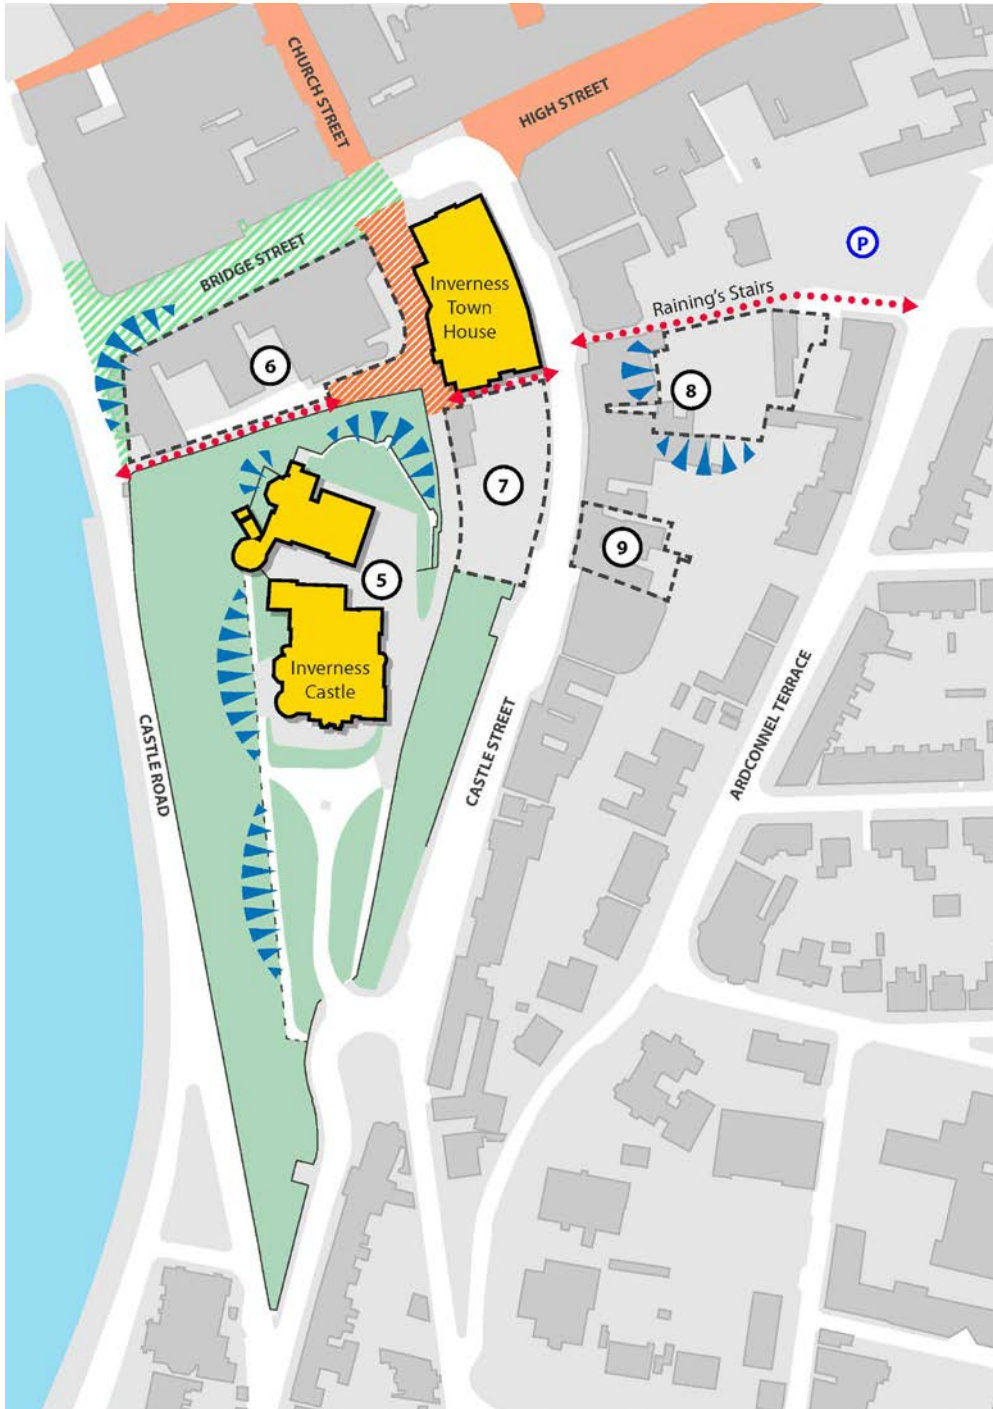 CHURCH STREET
HIGH STREET
BRIDGE STREET
Inverness
Town
House
P
Raining's Stairs
6
8
7
9
5
Inverness
Castle
CASTLE ROAD
CASTLE STREET
ARDCONNEL TERRACE